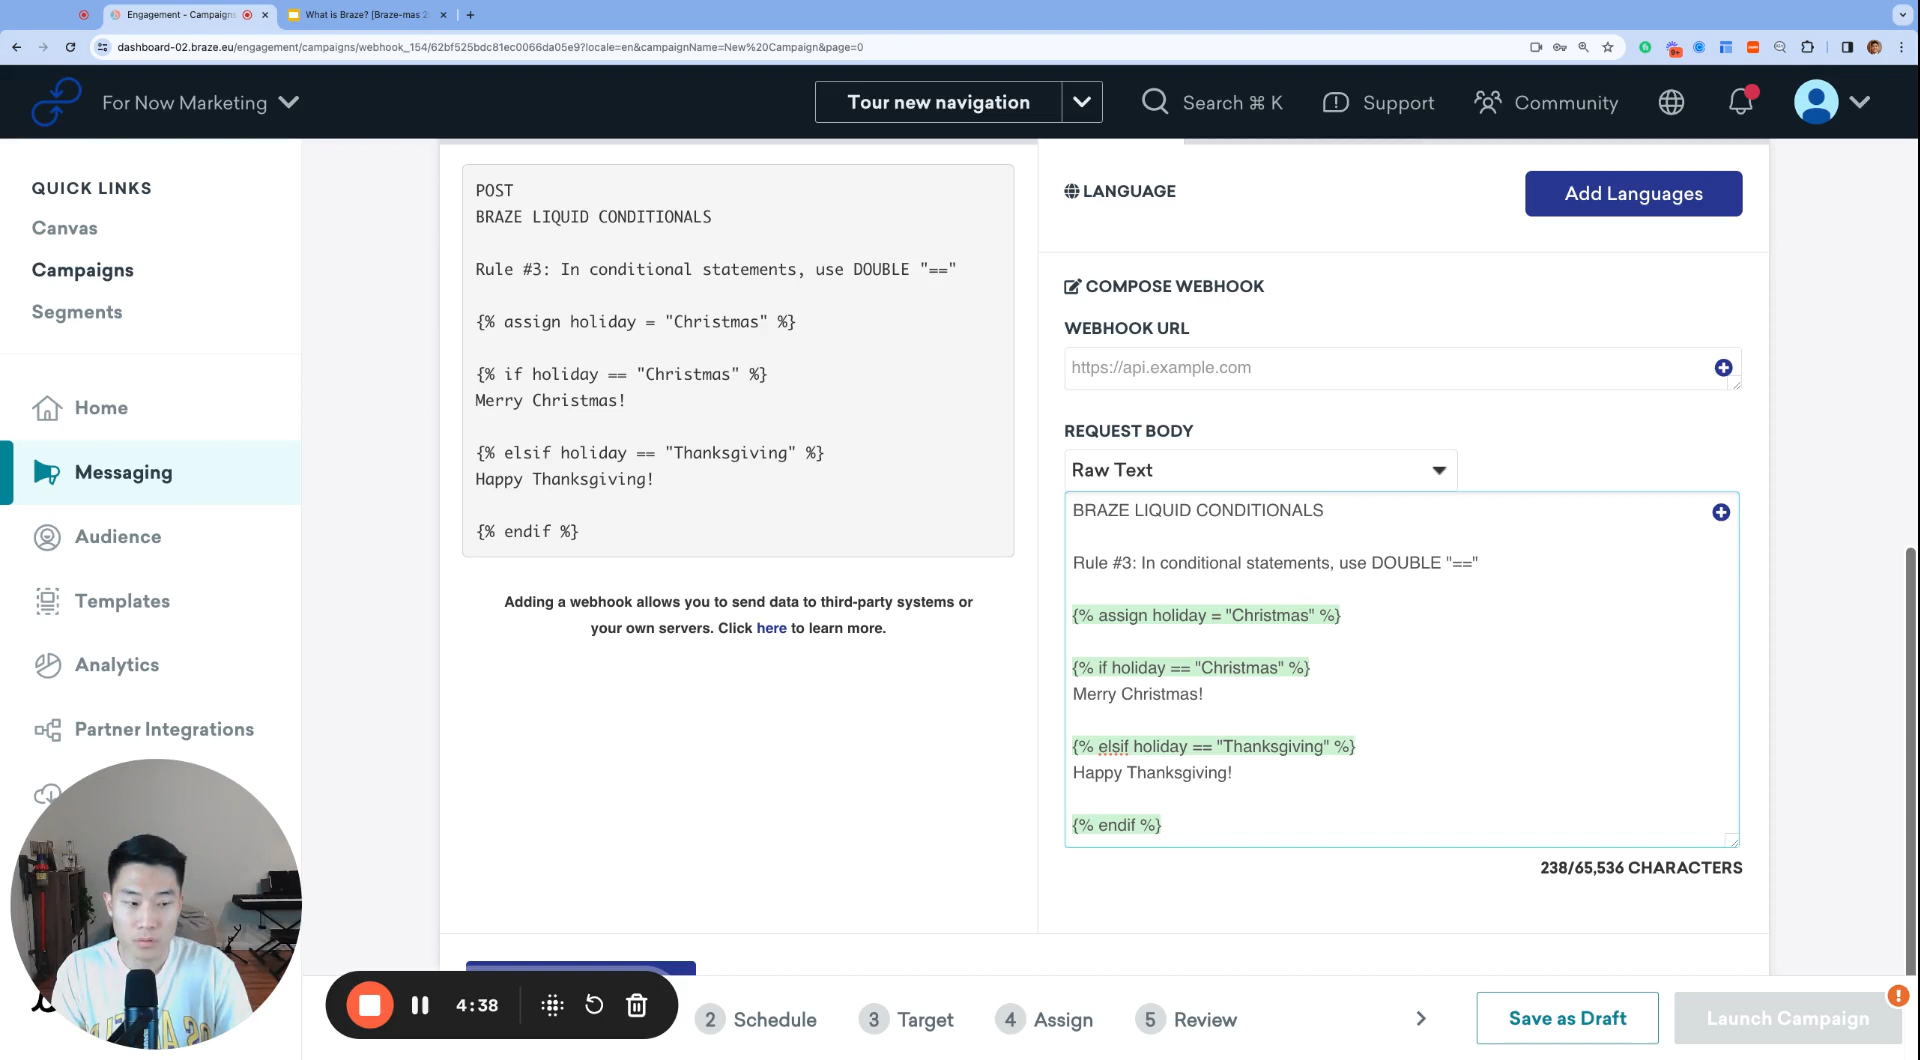 Engagement - Campaigns
What is Braze? [Braze-mas 2
dashboard-02.braze.eu/engagement/campaigns/webhook_154/62bf525bdc81ec0066da05e9?locale=en&campaignName=New%20Campaign&page=0
For Now Marketing
Tour new navigation
Search ⌘ K
Support
Community
QUICK LINKS
Canvas
Campaigns
Segments
Home
Messaging
Audience
Templates
Analytics
Partner Integrations
POST
BRAZE LIQUID CONDITIONALS
Rule #3: In conditional statements, use DOUBLE "=="
{% assign holiday = "Christmas" %}
{% if holiday == "Christmas" %}
Merry Christmas!
{% elsif holiday == "Thanksgiving" %}
Happy Thanksgiving!
{% endif %}
Adding a webhook allows you to send data to third-party systems or
your own servers. Click here to learn more.
LANGUAGE
Add Languages
COMPOSE WEBHOOK
WEBHOOK URL
https://api.example.com
REQUEST BODY
Raw Text
BRAZE LIQUID CONDITIONALS
Rule #3: In conditional statements, use DOUBLE "=="
{% assign holiday = "Christmas" %}
{% if holiday == "Christmas" %}
Merry Christmas!
{% elsif holiday == "Thanksgiving" %}
Happy Thanksgiving!
{% endif %}
238/65,536 CHARACTERS
4:38
2 Schedule
3 Target
4 Assign
5 Review
Save as Draft
Launch Campaign